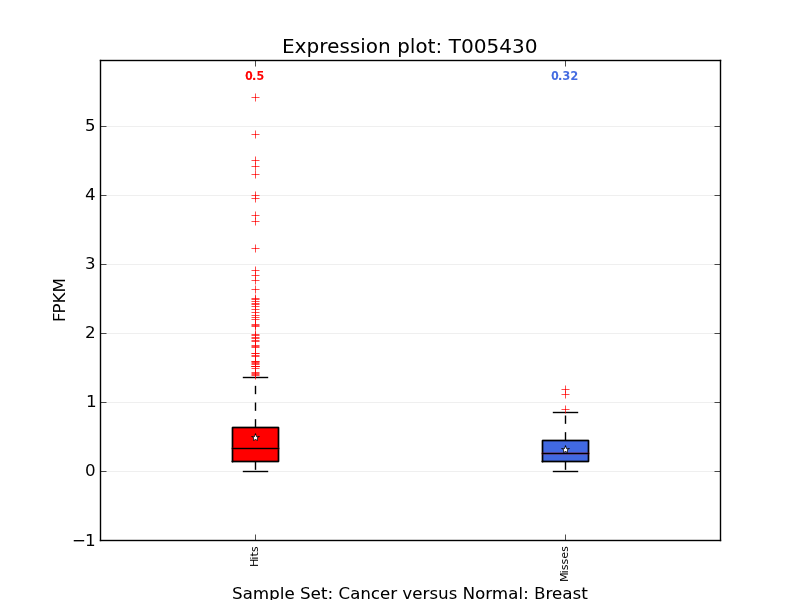 Expression plot: T005430
0.5 0.32
5
4
3
2
1
0
−1
FPKM
Hits
Misses
Sample Set: Cancer versus Normal: Breast